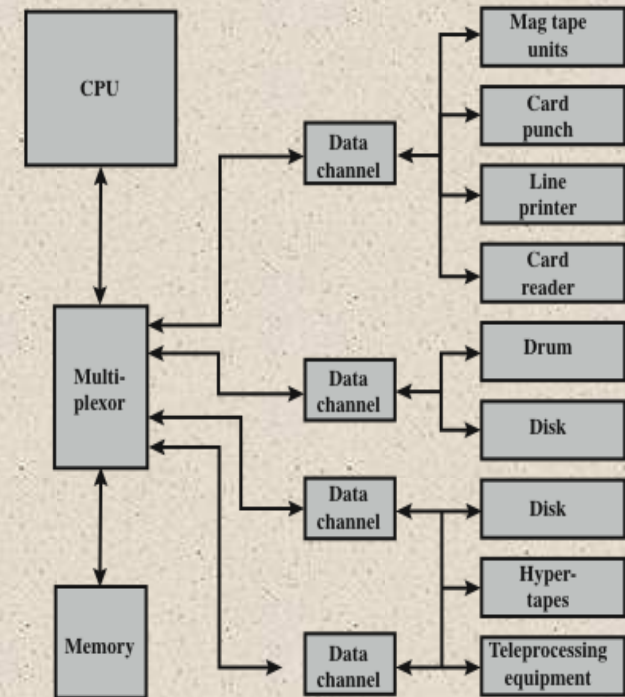 CPU
Multi-
plexor
Memory
Data
channel
Data
channel
Data
channel
Data
channel
Mag tape
units
Card
punch
Line
printer
Card
reader
Drum
Disk
Disk
Hyper-
tapes
Teleprocessing
equipment